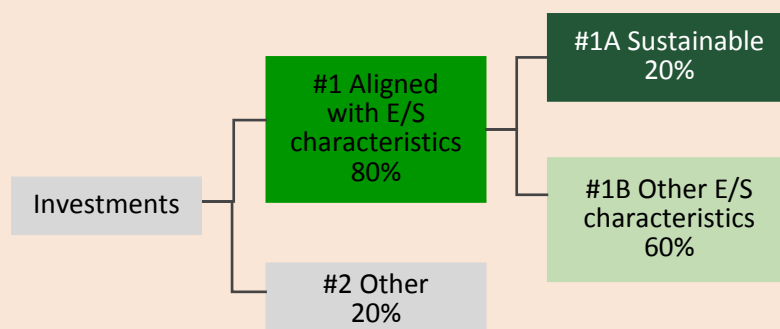 Investments
#1 Aligned
with E/S
characteristics
80%
#2 Other
20%
#1A Sustainable
20%
#1B Other E/S
characteristics
60%